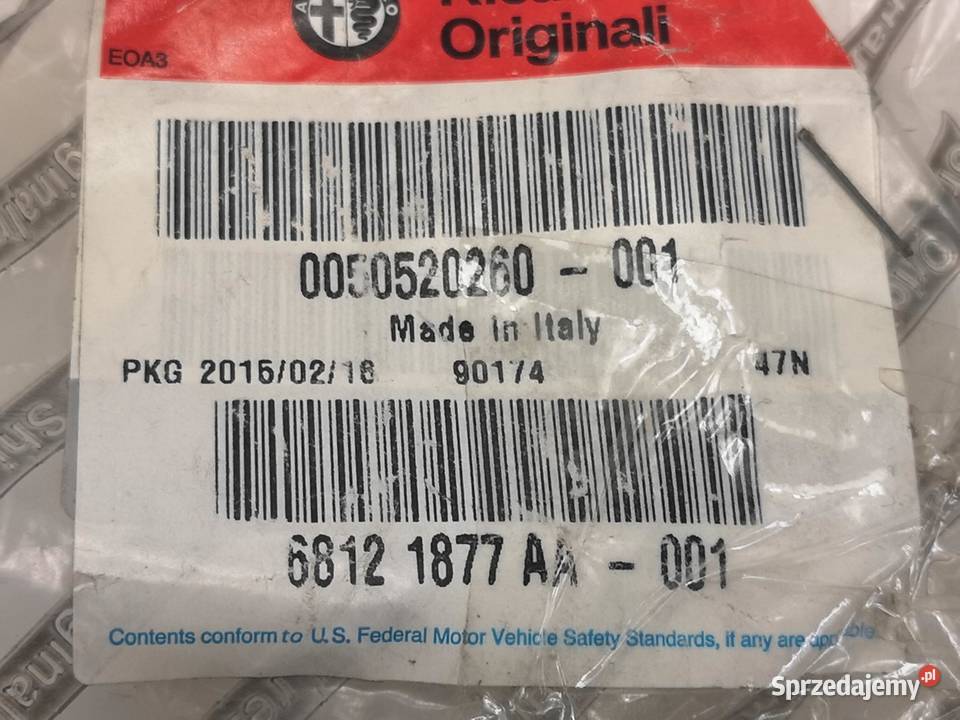 Originali
EOA3
0050520260 - 001
Made in Italy
PKG 2015/02/16 90174 47N
6812 1877 AA - 001
Contents conform to U.S. Federal Motor Vehicle Safety Standards, if any are applicable
Sprzedajemy.pl